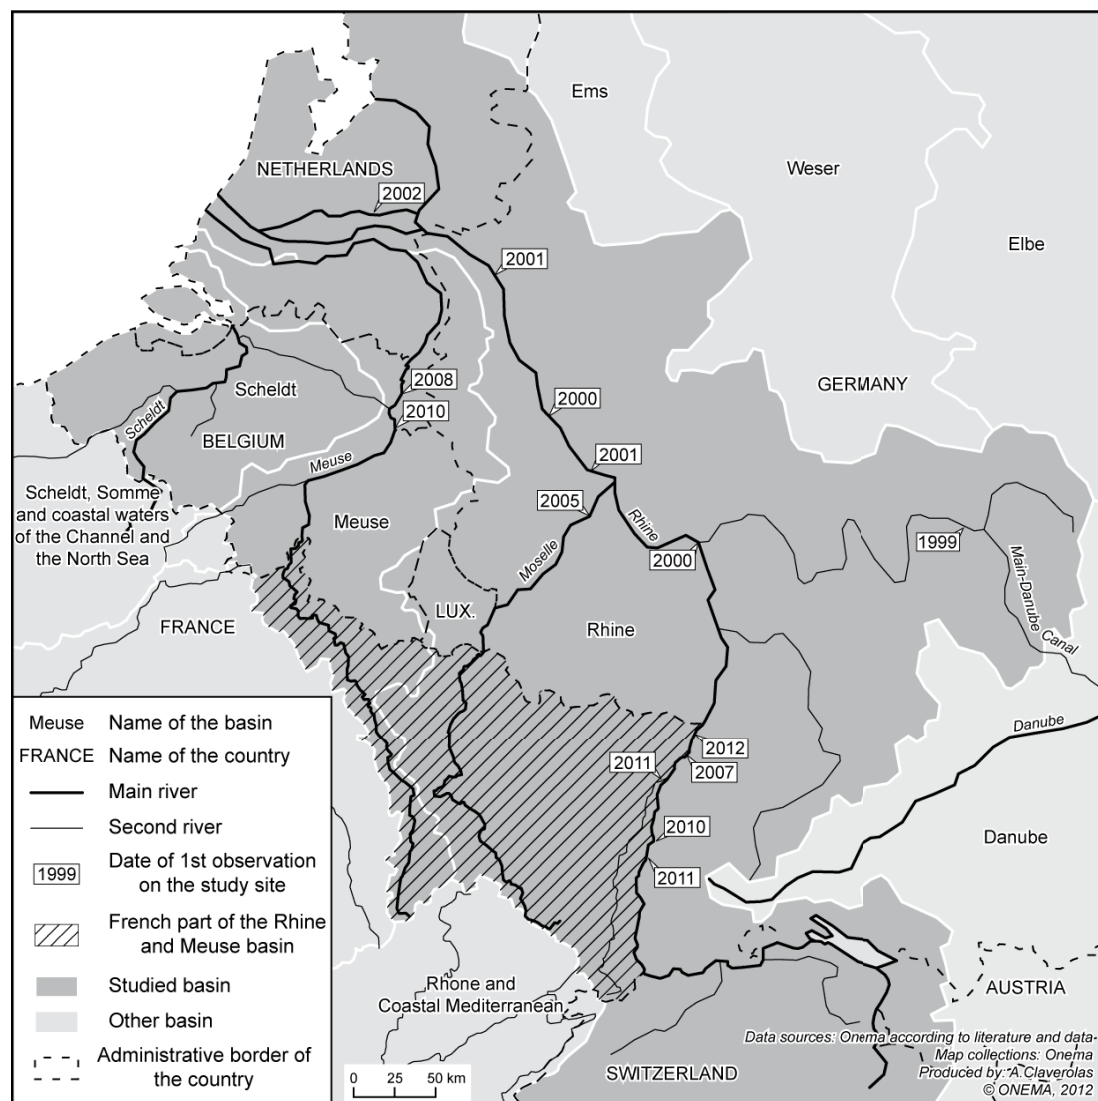 Ems
Weser
NETHERLANDS
2002
Elbe
2001
2008
GERMANY
Scheldt
2000
2010
Scheldt
BELGIUM
2001
Meuse
Scheldt, Somme
and coastal waters
of the Channel and
the North Sea
2005
Meuse
Rhine
1999
2000
Moselle
Main-Danube Canal
LUX.
FRANCE
Rhine
Danube
2012
2011
2007
2010
Danube
2011
Rhone and
Coastal Mediterranean
AUSTRIA
SWITZERLAND
Meuse Name of the basin
FRANCE Name of the country
Main river
Second river
1999 Date of 1st observation
on the study site
French part of the Rhine
and Meuse basin
Studied basin
Other basin
Administrative border of
the country
0 25 50 km
Data sources: Onema according to literature and data-
Map collections: Onema
Produced by: A.Claverolas
© ONEMA, 2012